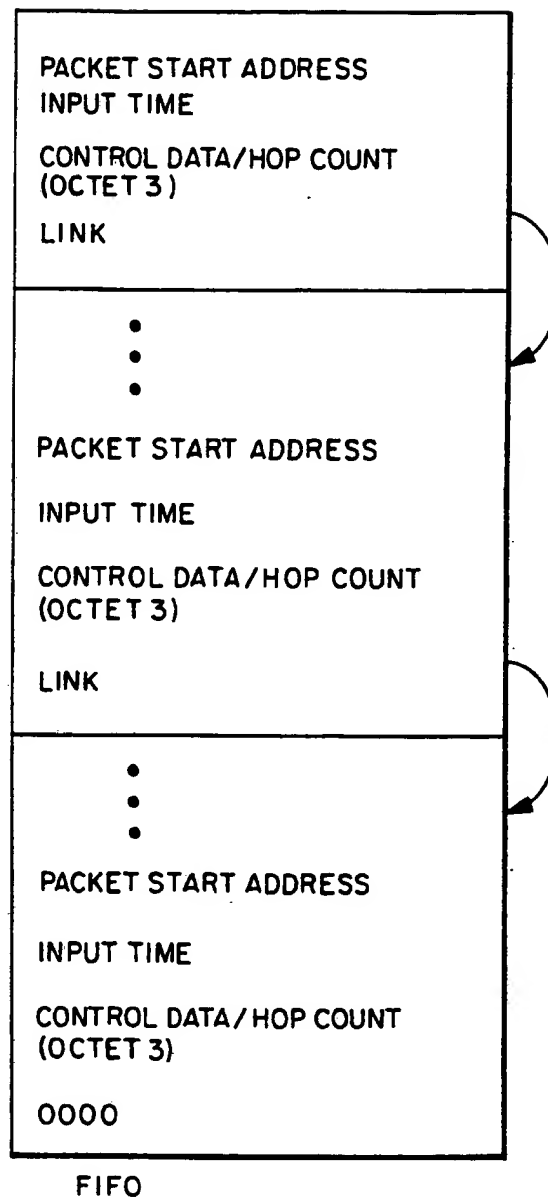 PACKET START ADDRESS
INPUT TIME
CONTROL DATA/HOP COUNT
(OCTET 3)
LINK
PACKET START ADDRESS
INPUT TIME
CONTROL DATA/HOP COUNT
(OCTET 3)
LINK
PACKET START ADDRESS
INPUT TIME
CONTROL DATA/HOP COUNT
(OCTET 3)
0000
FIFO